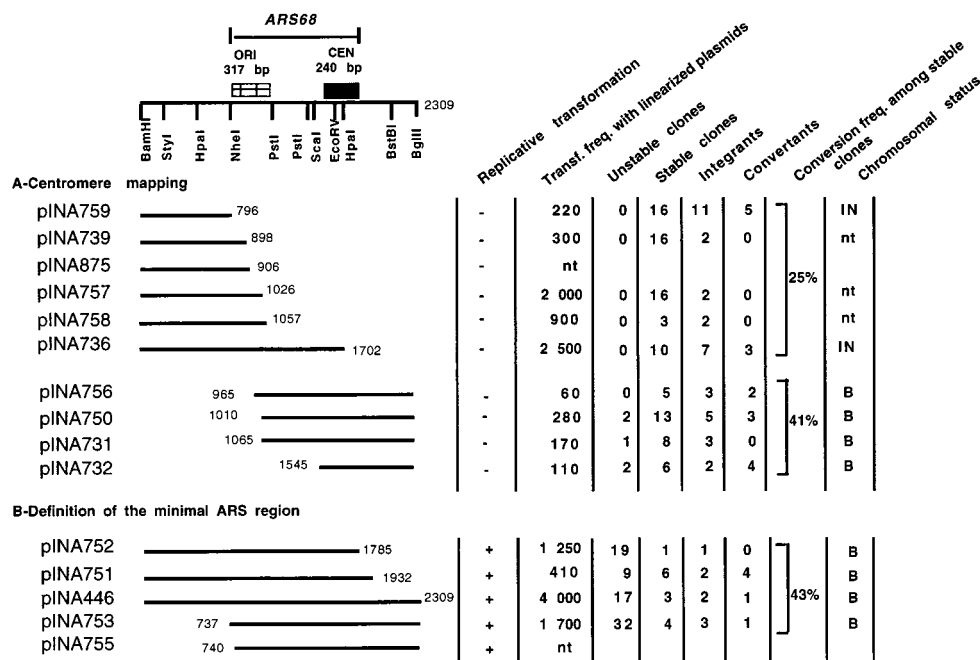 ARS68
ORI CEN
317 bp 240 bp
2309
BamHI StyI HpaI NheI PstI PstI ScaI EcoRV HpaI BstBI BglII
Replicative transformation
Transf. freq. with linearized plasmids
Unstable clones
Stable clones
Integrants
Convertants
Conversion freq. among stable clones
Chromosomal status
A-Centromere mapping
pINA759 796 - 220 0 16 11 5 IN
pINA739 898 - 300 0 16 2 0 nt
pINA875 906 - nt
25%
pINA757 1026 - 2 000 0 16 2 0 nt
pINA758 1057 - 900 0 3 2 0 nt
pINA736 1702 - 2 500 0 10 7 3 IN
pINA756 965 - 60 0 5 3 2 B
pINA750 1010 - 280 2 13 5 3 41% B
pINA731 1065 - 170 1 8 3 0 B
pINA732 1545 - 110 2 6 2 4 B
B-Definition of the minimal ARS region
pINA752 1785 + 1 250 19 1 1 0 B
pINA751 1932 + 410 9 6 2 4 B
pINA446 2309 + 4 000 17 3 2 1 43% B
pINA753 737 + 1 700 32 4 3 1 B
pINA755 740 + nt